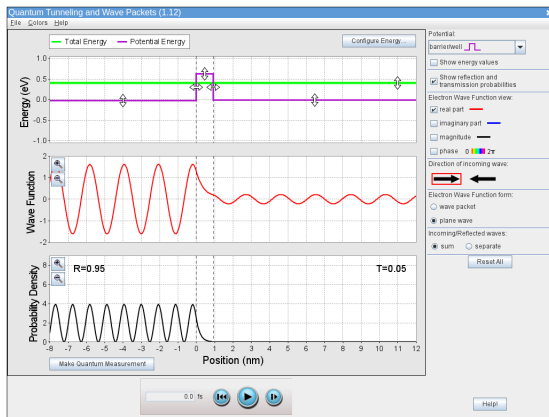 Quantum Tunneling and Wave Packets (1.12)
File Colors Help
Total Energy Potential Energy
Configure Energy...
Energy (eV)
1.0
0.5
0.0
-0.5
-1.0
Wave Function
2
1
0
-1
-2
Probability Density
R=0.95 T=0.05
8
6
4
2
0
-8 -7 -6 -5 -4 -3 -2 -1 0 1 2 3 4 5 6 7 8 9 10 11 12
Position (nm)
Make Quantum Measurement
0.0 fs
Potential:
barrier/well
Show energy values
Show reflection and
transmission probabilities
Electron Wave Function view:
real part
imaginary part
magnitude
phase 0 2π
Direction of incoming wave:
Electron Wave Function form:
wave packet
plane wave
Incoming/Reflected waves:
sum separate
Reset All
Help!